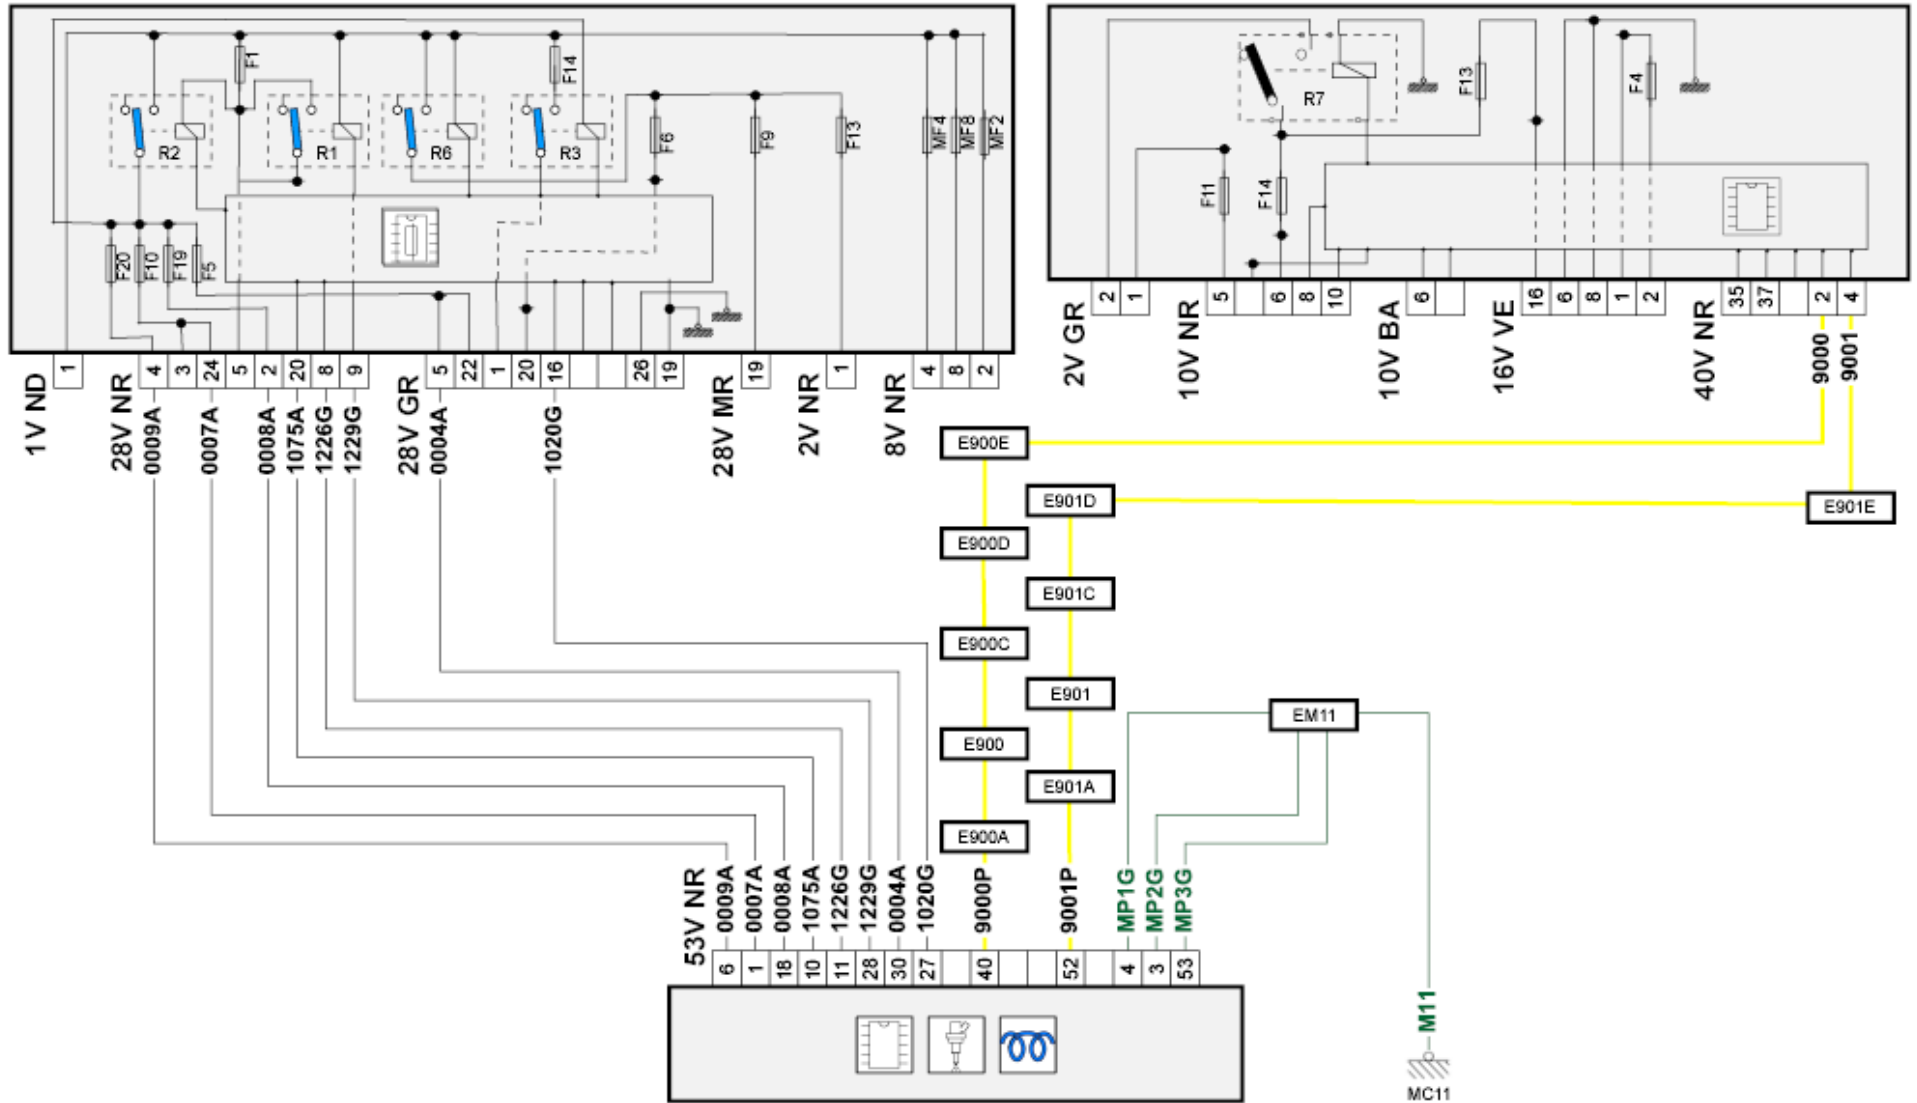 F1
F14
F6
F9
F13
MF4
MF8
MF2
R2
R1
R6
R3
F20
F10
F19
F5
R7
F13
F4
F11
F14
1V ND
1
28V NR
4
3
24
5
2
20
8
9
28V GR
5
22
1
20
16
26
19
28V MR
19
2V NR
1
8V NR
4
8
2
2V GR
2
1
10V NR
5
6
8
10
10V BA
6
16V VE
16
6
8
1
2
40V NR
35
37
2
4
0009A
0007A
0008A
1075A
1226G
1229G
0004A
1020G
9000
9001
E900E
E901D
E901E
E900D
E901C
E900C
E901
EM11
E900
E901A
E900A
53V NR
0009A
0007A
0008A
1075A
1226G
1229G
0004A
1020G
9000P
9001P
MP1G
MP2G
MP3G
6
1
18
10
11
28
30
27
40
52
4
3
53
M11
MC11